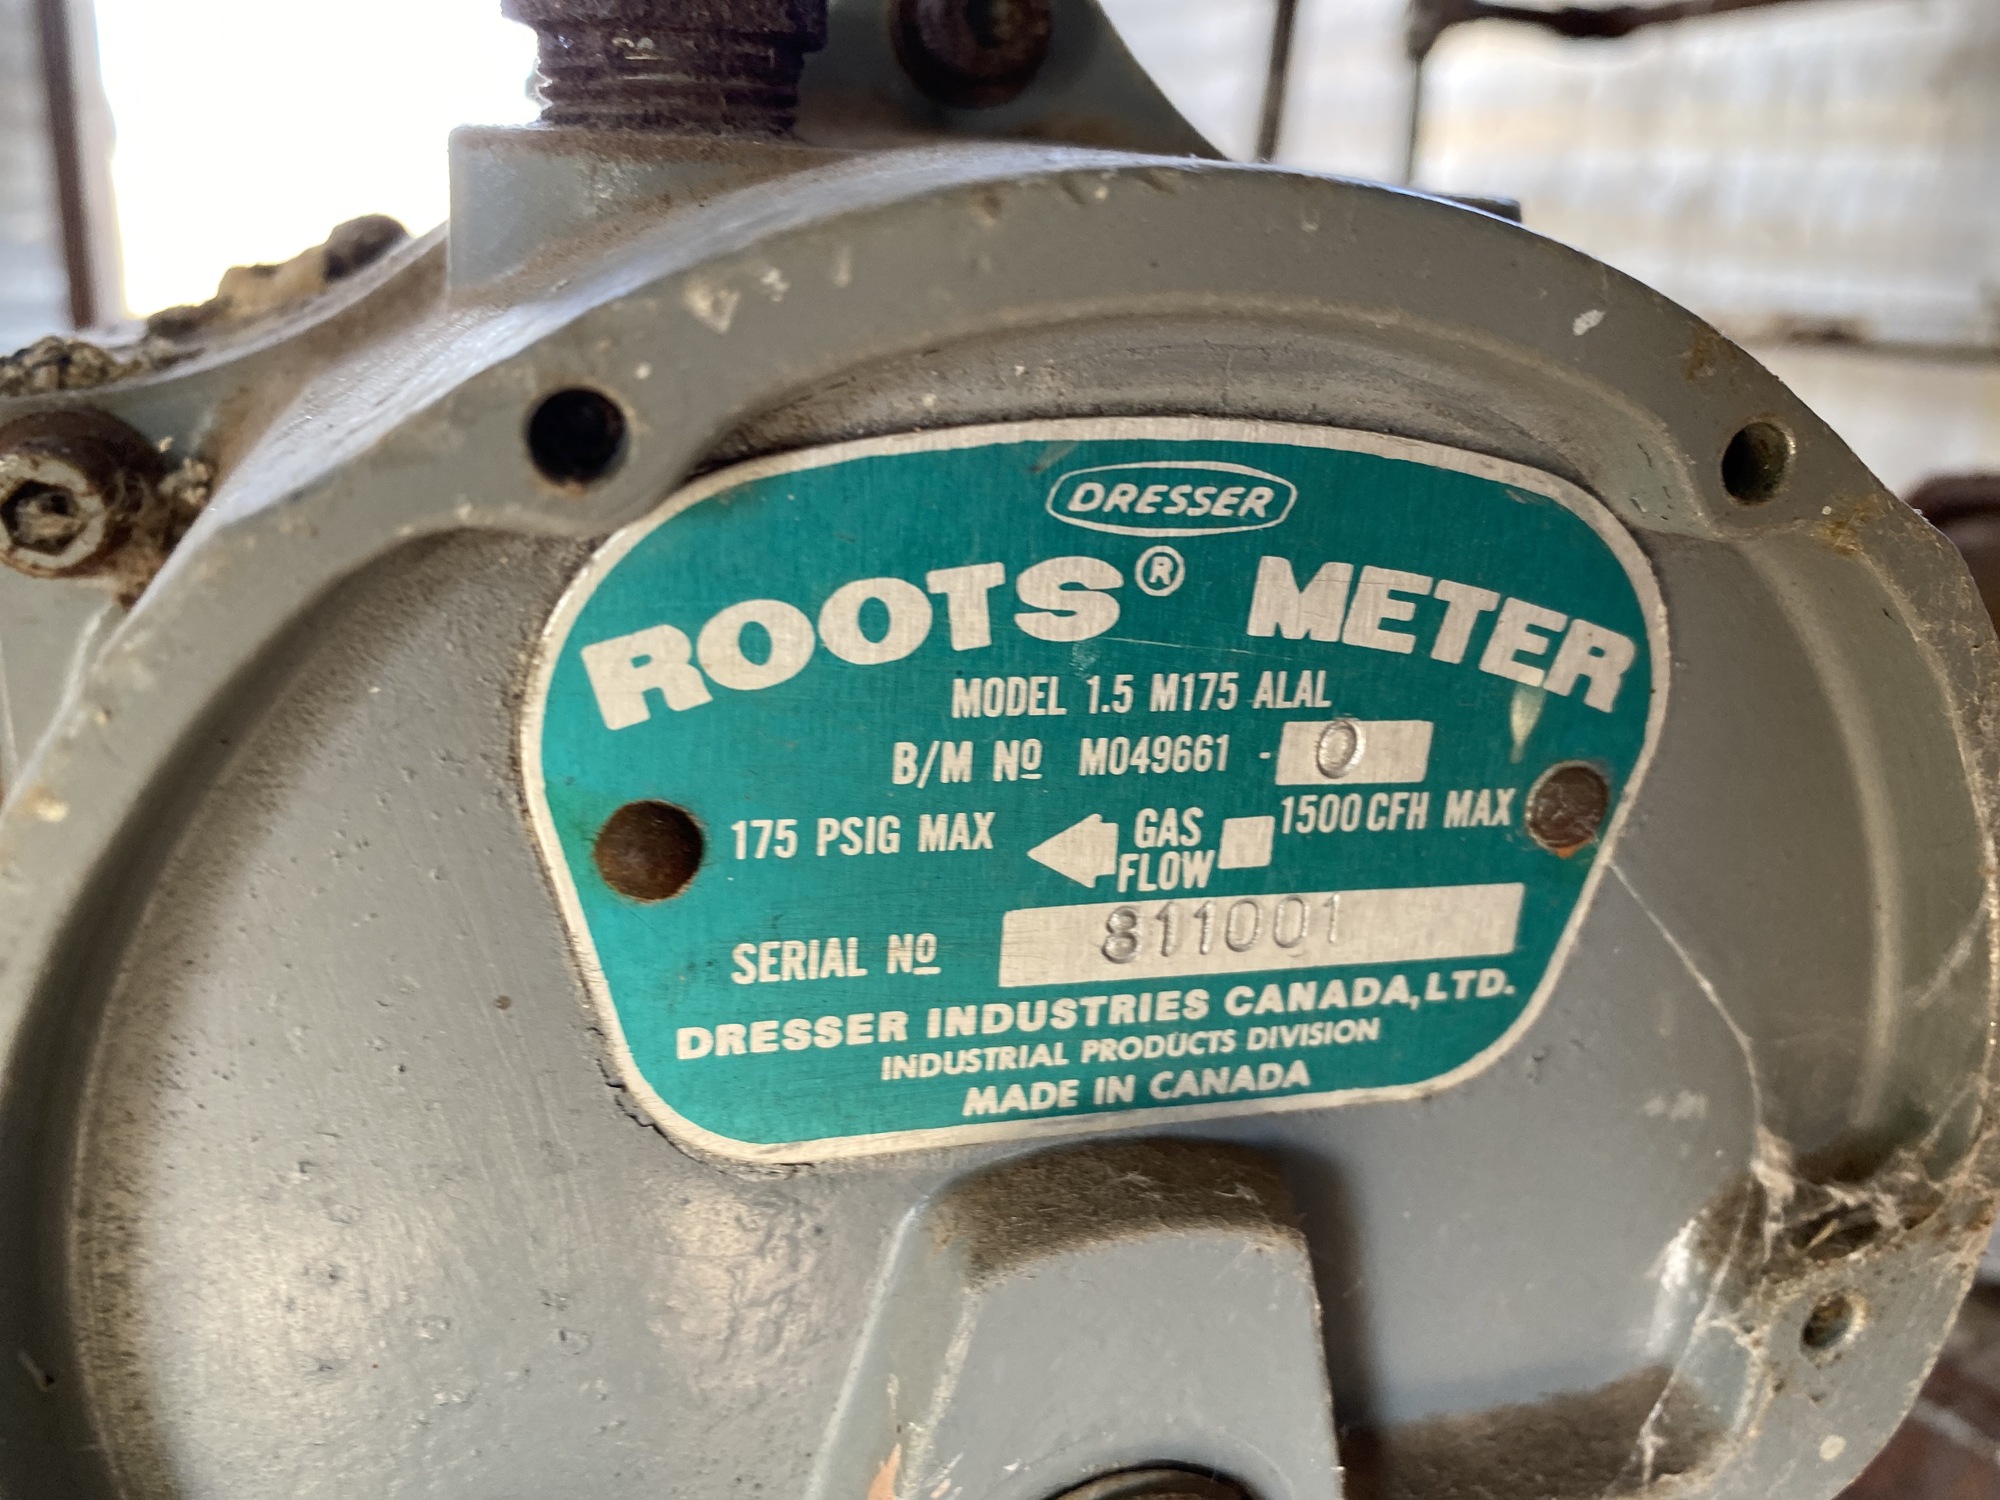 DRESSER
ROOTS® METER
MODEL 1.5 M175 ALAL
B/M Nº M049661 - 0
175 PSIG MAX GAS FLOW 1500 CFH MAX
SERIAL Nº 811001
DRESSER INDUSTRIES CANADA, LTD.
INDUSTRIAL PRODUCTS DIVISION
MADE IN CANADA